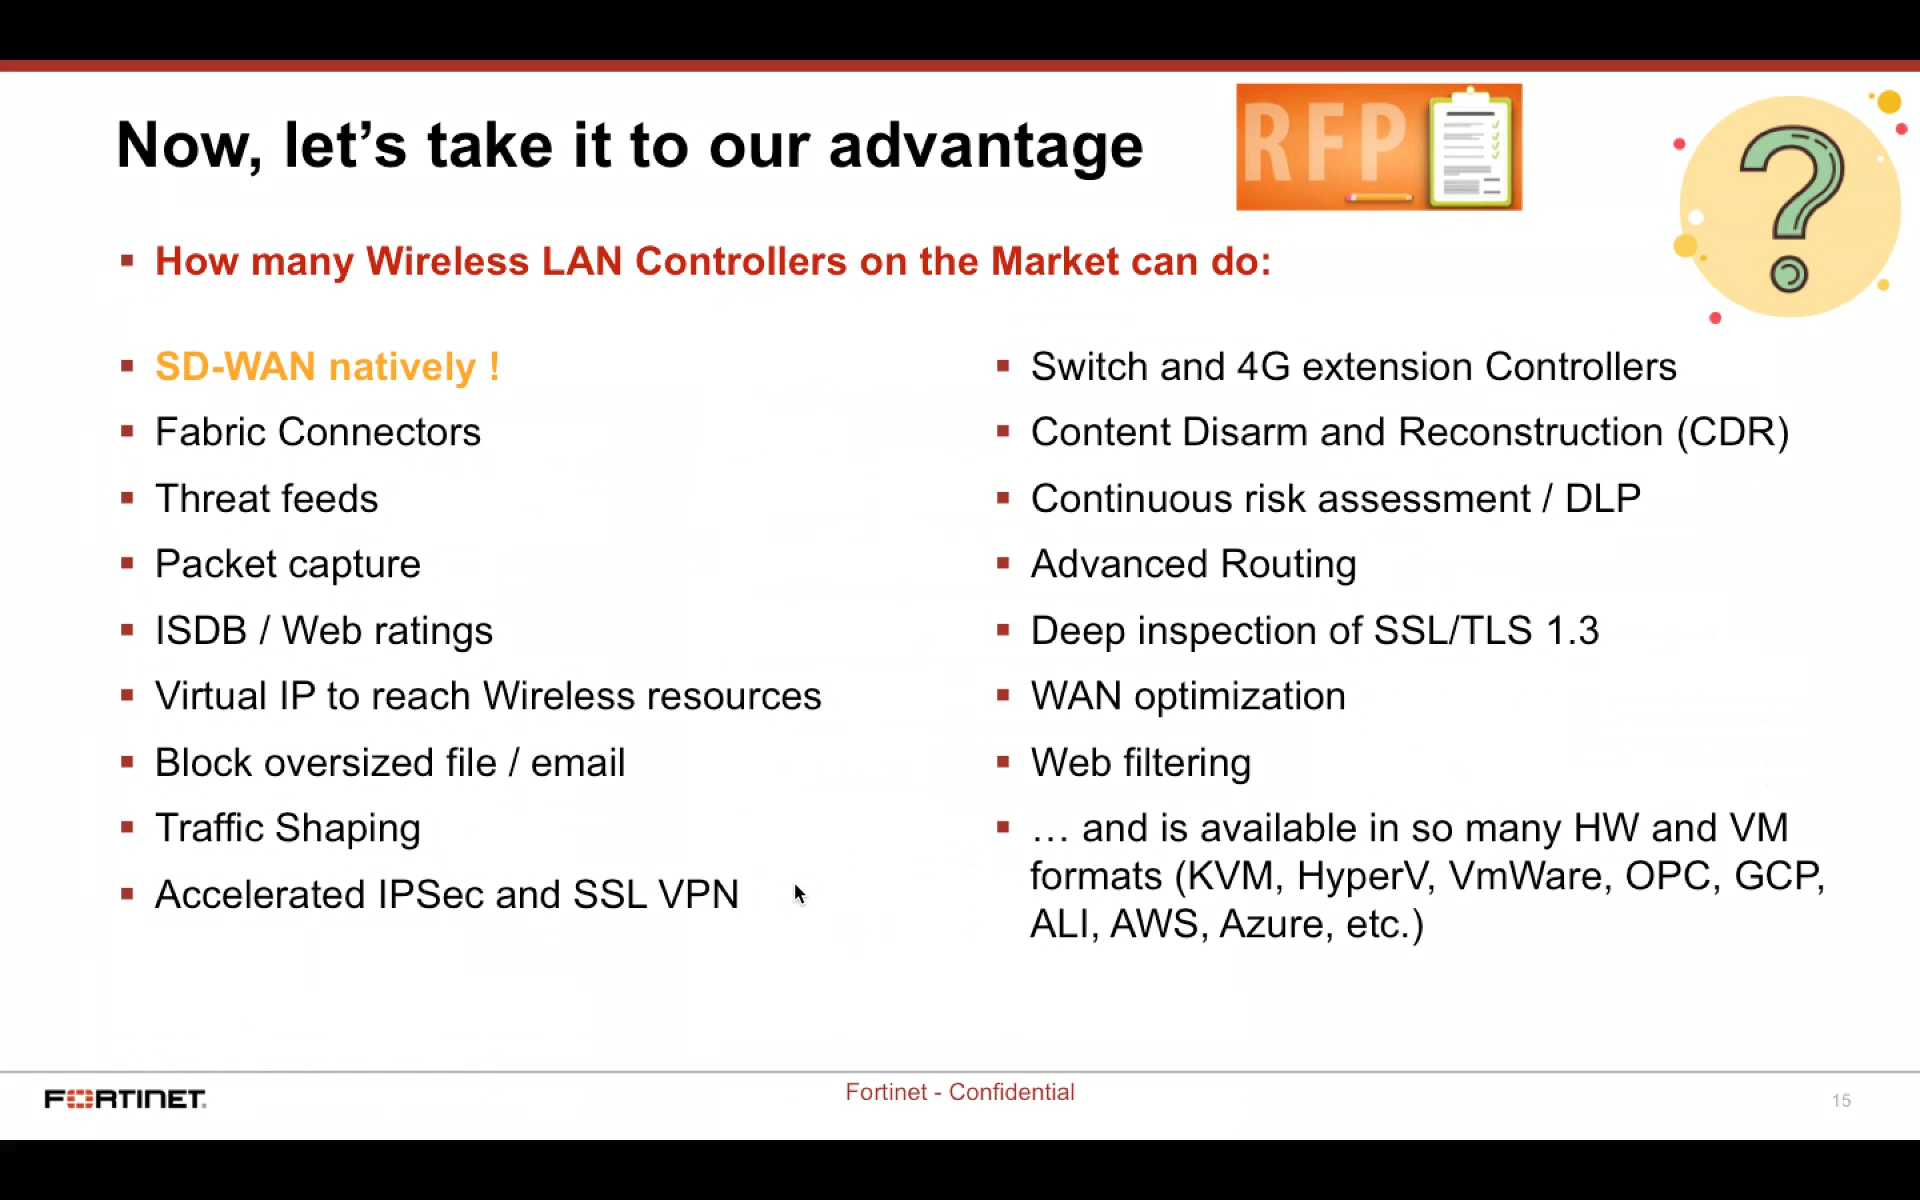 Now, let’s take it to our advantage
RFP
▪ How many Wireless LAN Controllers on the Market can do:
▪ SD-WAN natively !
▪ Fabric Connectors
▪ Threat feeds
▪ Packet capture
▪ ISDB / Web ratings
▪ Virtual IP to reach Wireless resources
▪ Block oversized file / email
▪ Traffic Shaping
▪ Accelerated IPSec and SSL VPN
▪ Switch and 4G extension Controllers
▪ Content Disarm and Reconstruction (CDR)
▪ Continuous risk assessment / DLP
▪ Advanced Routing
▪ Deep inspection of SSL/TLS 1.3
▪ WAN optimization
▪ Web filtering
▪ … and is available in so many HW and VM
formats (KVM, HyperV, VmWare, OPC, GCP,
ALI, AWS, Azure, etc.)
FORTINET
Fortinet - Confidential
15